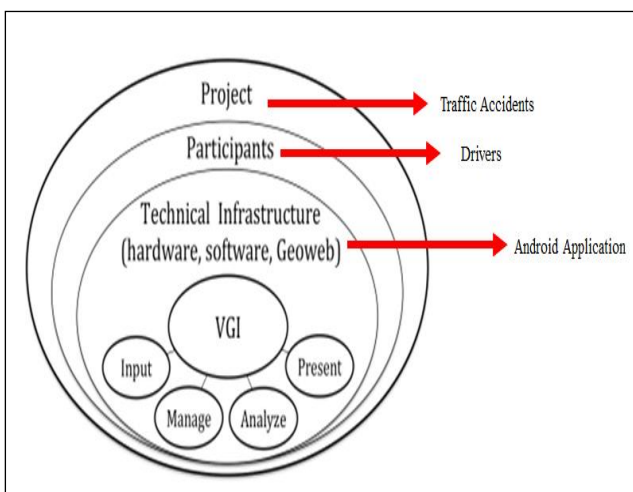 Project
Traffic Accidents
Participants
Drivers
Technical Infrastructure
(hardware, software, Geoweb)
Android Application
VGI
Input
Present
Manage
Analyze